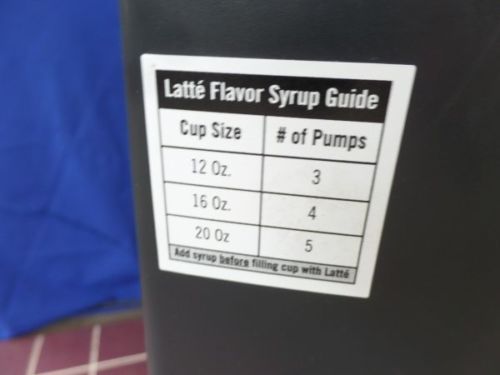 Latté Flavor Syrup Guide
Cup Size # of Pumps
12 Oz. 3
16 Oz. 4
20 Oz 5
Add syrup before filling cup with Latté